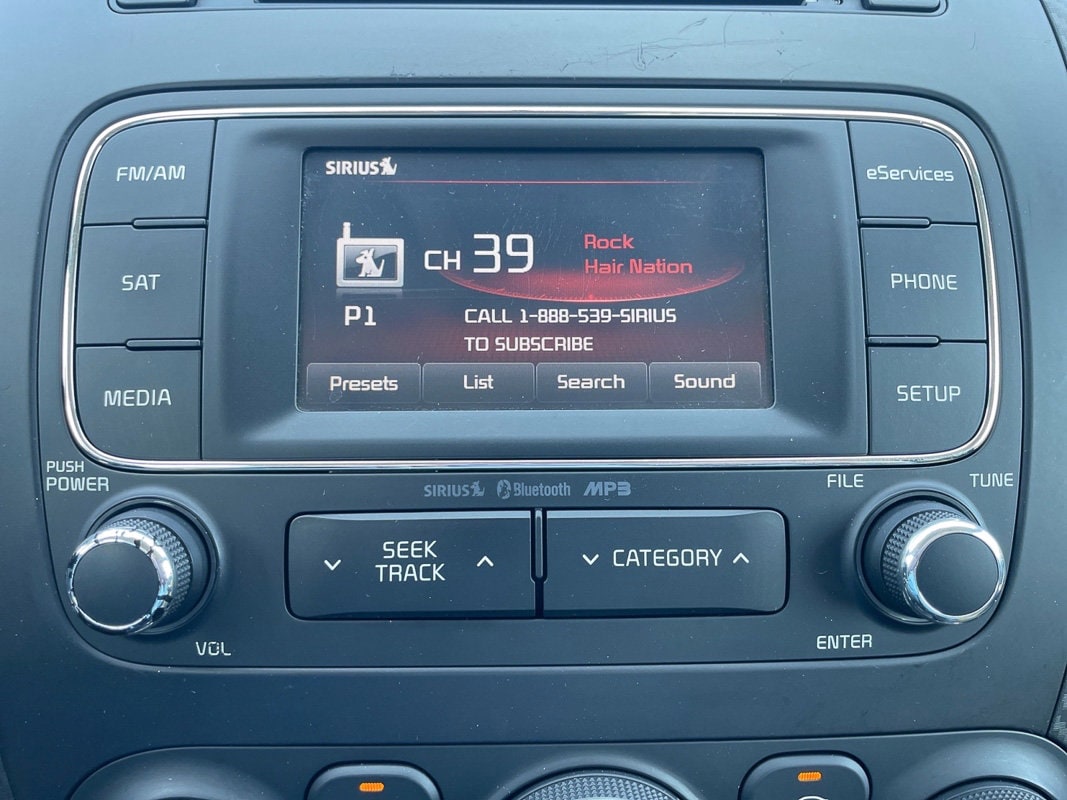 SIRIUS
FM/AM
SAT
MEDIA
CH 39
Rock
Hair Nation
P1
CALL 1-888-539-SIRIUS
TO SUBSCRIBE
Presets List Search Sound
eServices
PHONE
SETUP
PUSH
POWER
VOL
SIRIUS Bluetooth MP3
SEEK
TRACK
CATEGORY
FILE
TUNE
ENTER